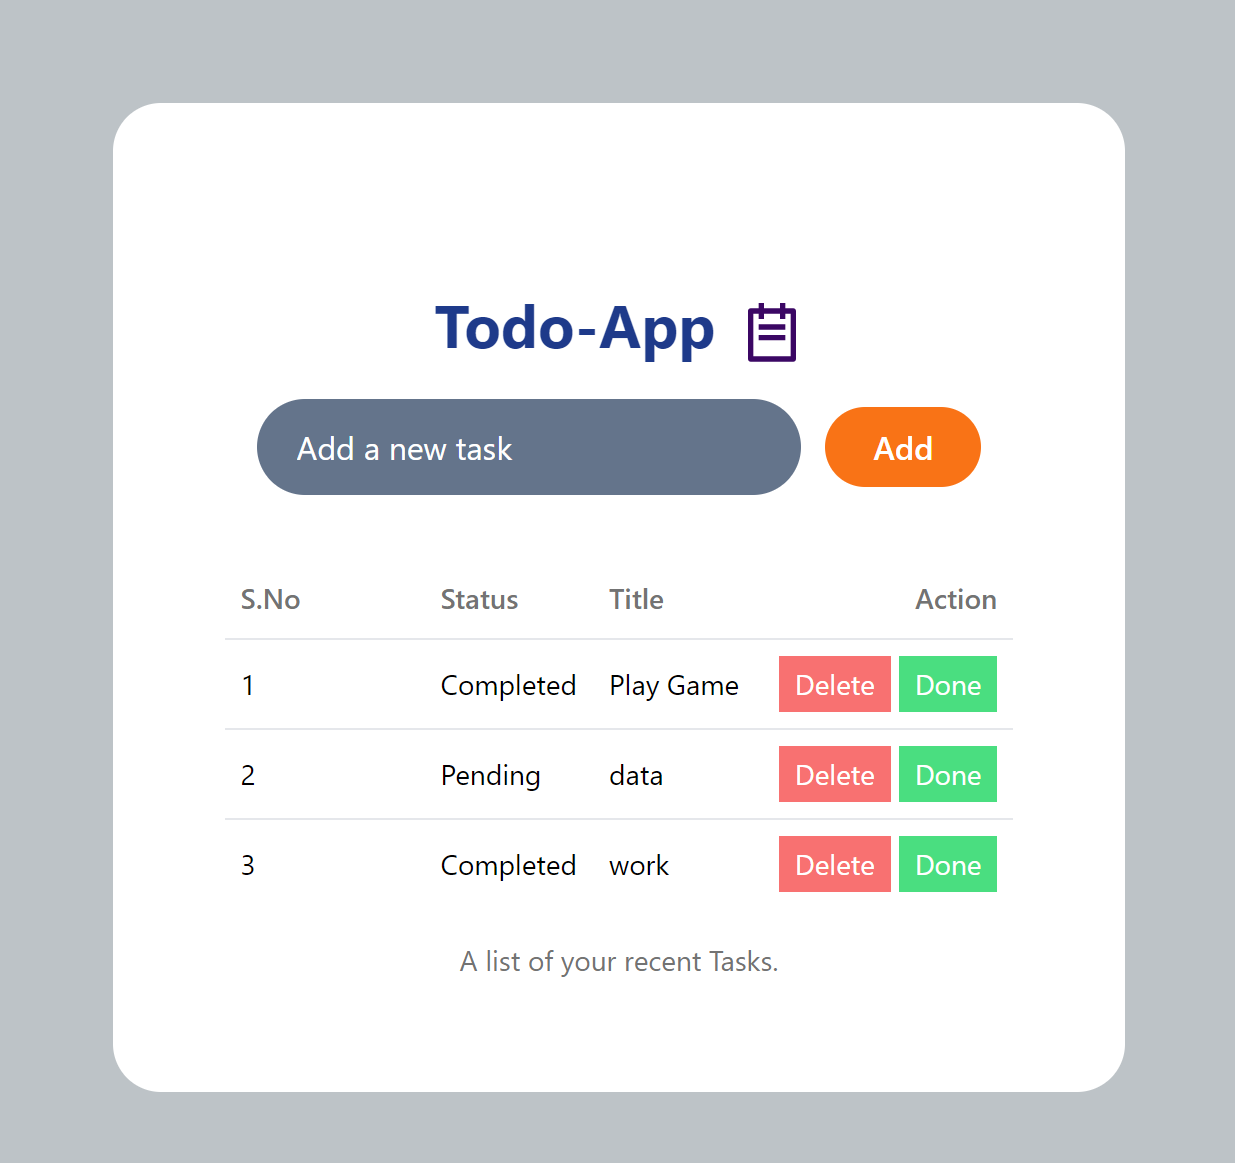 Todo-App
Add a new task
Add
S.No Status Title Action
1 Completed Play Game Delete Done
2 Pending data Delete Done
3 Completed work Delete Done
A list of your recent Tasks.